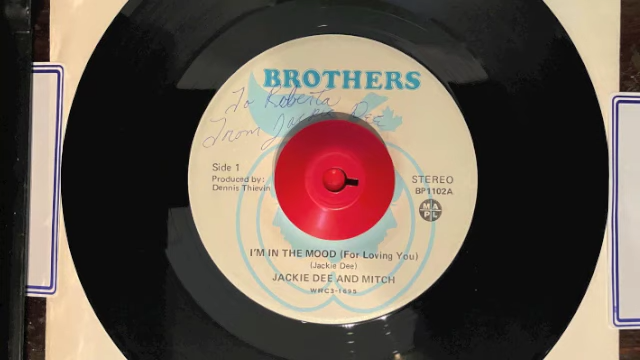 BROTHERS
To Roberta
From Jackie Dee
Side 1
Produced by:
Dennis Thievin
STEREO
BP1102A
M A
P L
I'M IN THE MOOD (For Loving You)
(Jackie Dee)
JACKIE DEE AND MITCH
WRC3-1655